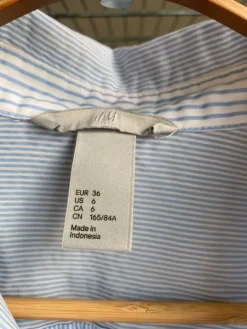 H&M
EUR 36
US 6
CA 6
CN 165/84A
Made in
Indonesia